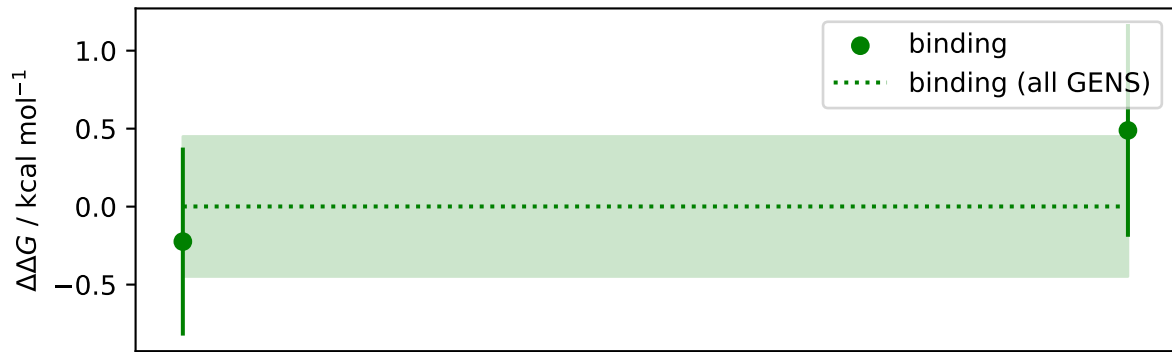 binding
binding (all GENS)
1.0
0.5
0.0
−0.5
ΔΔG / kcal mol⁻¹